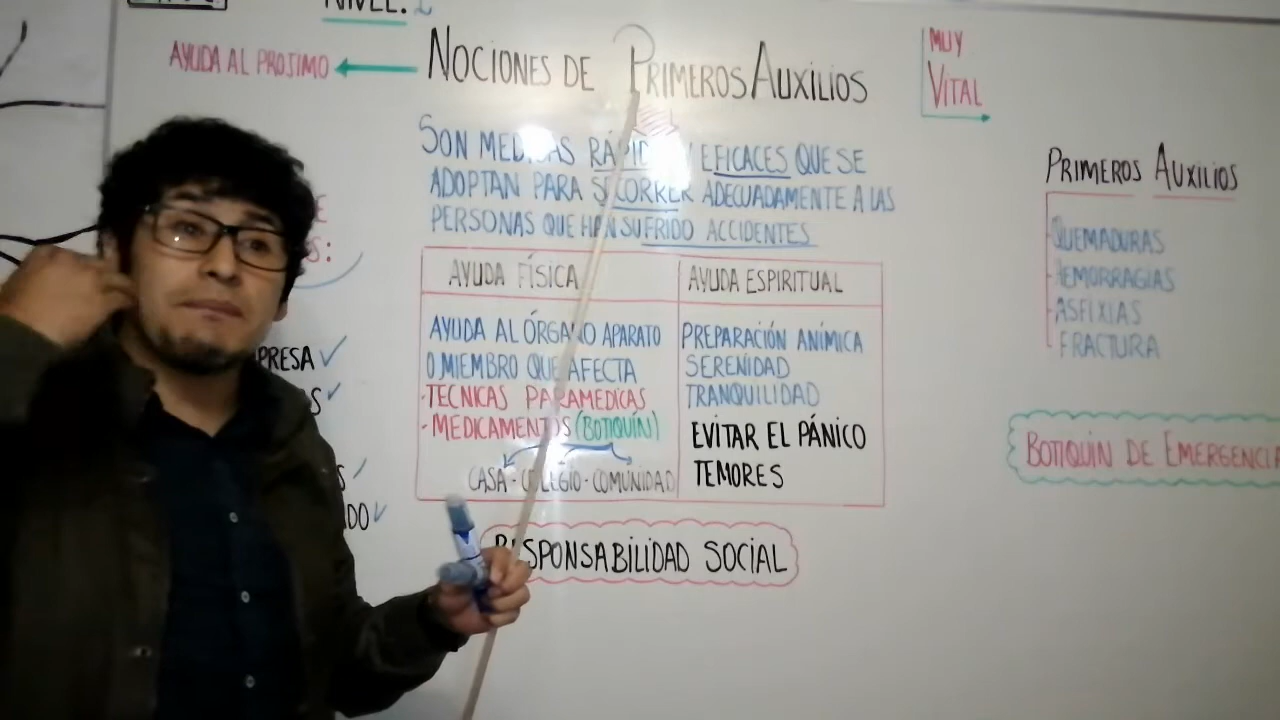 NIVEL: 2
AYUDA AL PROJIMO
NOCIONES DE PRIMEROS AUXILIOS
MUY
VITAL
SON MEDIDAS RÁPIDAS Y EFICACES QUE SE
ADOPTAN PARA SOCORRER ADECUADAMENTE A LAS
PERSONAS QUE HAN SUFRIDO ACCIDENTES
AYUDA FÍSICA
AYUDA AL ÓRGANO APARATO
O MIEMBRO QUE AFECTA
-TECNICAS PARAMEDICAS
-MEDICAMENTOS (BOTIQUÍN)
CASA - COLEGIO - COMUNIDAD
AYUDA ESPIRITUAL
PREPARACIÓN ANÍMICA
SERENIDAD
TRANQUILIDAD
EVITAR EL PÁNICO
TEMORES
RESPONSABILIDAD SOCIAL
PRIMEROS AUXILIOS
-QUEMADURAS
-HEMORRAGIAS
-ASFIXIAS
-FRACTURA
BOTIQUÍN DE EMERGENCIA